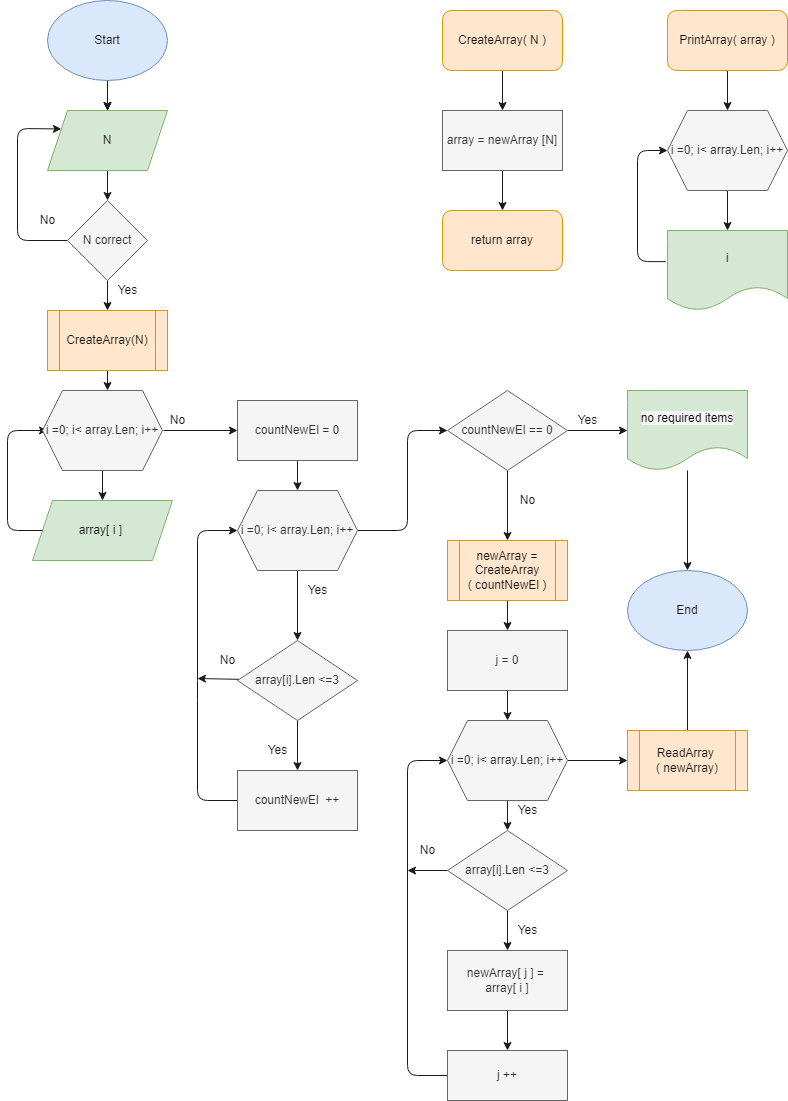 Start
N
No
N correct
Yes
CreateArray(N)
i =0; i< array.Len; i++
No
array[ i ]
countNewEl = 0
i =0; i< array.Len; i++
Yes
No
array[i].Len <=3
Yes
countNewEl ++
CreateArray( N )
array = newArray [N]
return array
PrintArray( array )
i =0; i< array.Len; i++
i
countNewEl == 0
Yes
no required items
No
newArray =
CreateArray
( countNewEl )
End
j = 0
i =0; i< array.Len; i++
ReadArray
( newArray)
Yes
No
array[i].Len <=3
Yes
newArray[ j ] =
array[ i ]
j ++